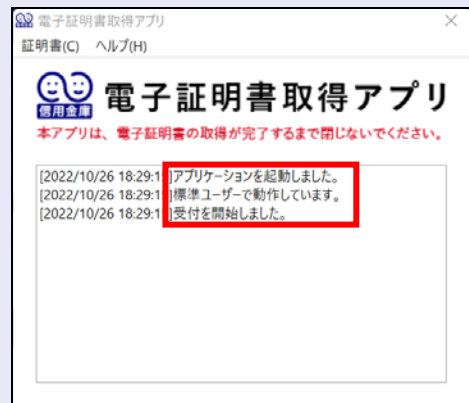 電子証明書取得アプリ
証明書(C) ヘルプ(H)
信用金庫
電子証明書取得アプリ
本アプリは、電子証明書の取得が完了するまで閉じないでください。
[2022/10/26 18:29:1 ]アプリケーションを起動しました。
[2022/10/26 18:29:1 ]標準ユーザーで動作しています。
[2022/10/26 18:29:1 ]受付を開始しました。